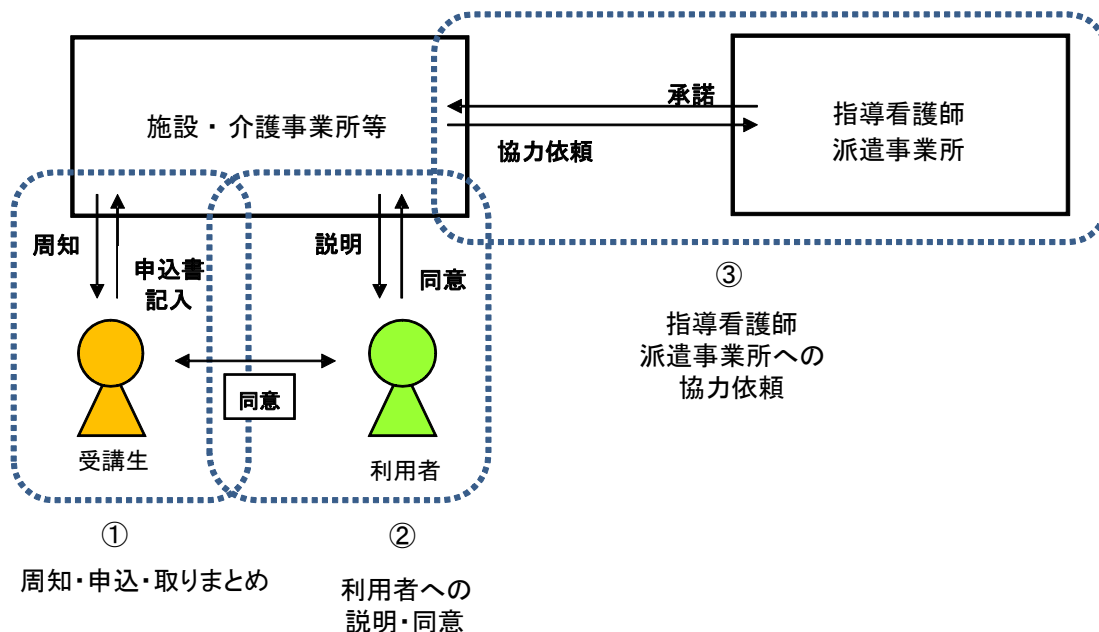 施設・介護事業所等
指導看護師
派遣事業所
承諾
協力依頼
周知
申込書
記入
説明
同意
同意
受講生
利用者
①
周知・申込・取りまとめ
②
利用者への
説明・同意
③
指導看護師
派遣事業所への
協力依頼